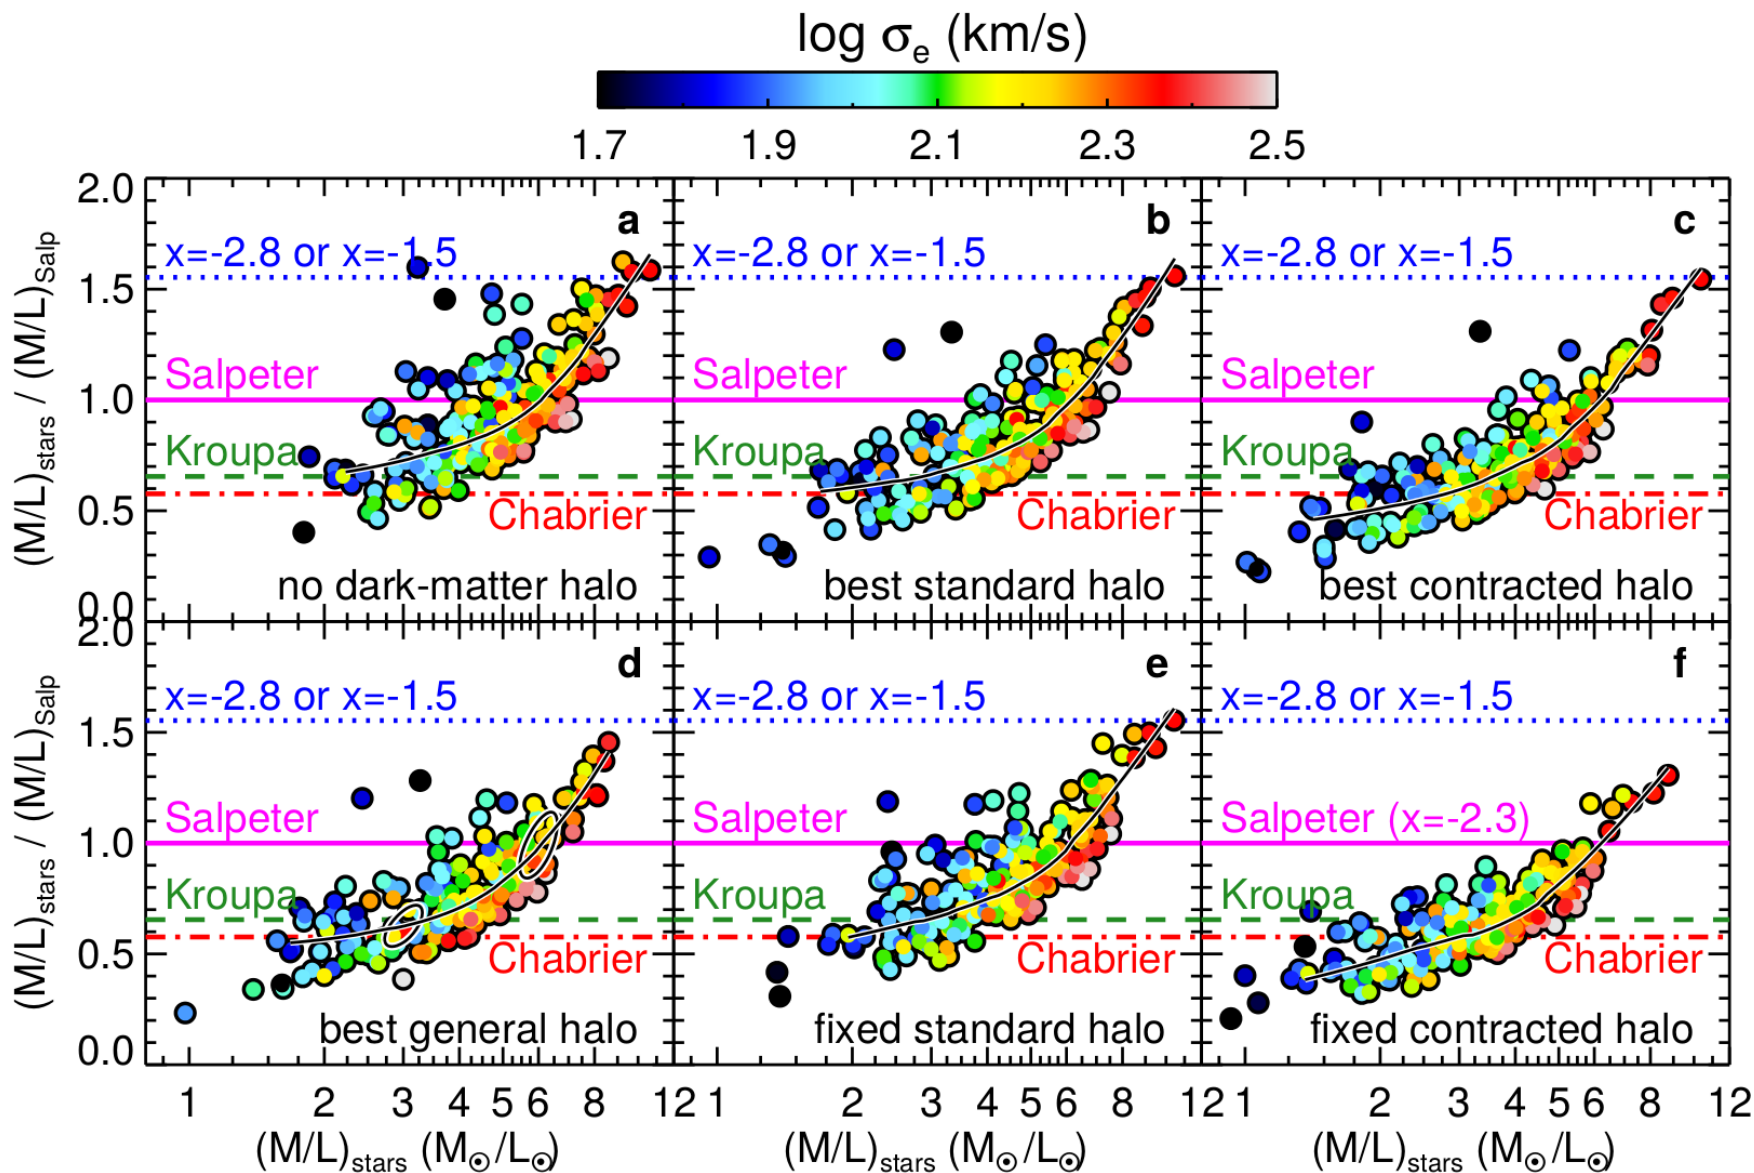 log σe (km/s)
1.7 1.9 2.1 2.3 2.5
(M/L)stars / (M/L)Salp
2.0
1.5
1.0
0.5
0.0
a
x=-2.8 or x=-1.5
Salpeter
Kroupa
Chabrier
no dark-matter halo
b
x=-2.8 or x=-1.5
Salpeter
Kroupa
Chabrier
best standard halo
c
x=-2.8 or x=-1.5
Salpeter
Kroupa
Chabrier
best contracted halo
(M/L)stars / (M/L)Salp
2.0
1.5
1.0
0.5
0.0
d
x=-2.8 or x=-1.5
Salpeter
Kroupa
Chabrier
best general halo
e
x=-2.8 or x=-1.5
Salpeter
Kroupa
Chabrier
fixed standard halo
f
x=-2.8 or x=-1.5
Salpeter (x=-2.3)
Kroupa
Chabrier
fixed contracted halo
1 2 3 4 5 6 8 12
1 2 3 4 5 6 8 12
1 2 3 4 5 6 8 12
(M/L)stars (M⊙/L⊙)
(M/L)stars (M⊙/L⊙)
(M/L)stars (M⊙/L⊙)